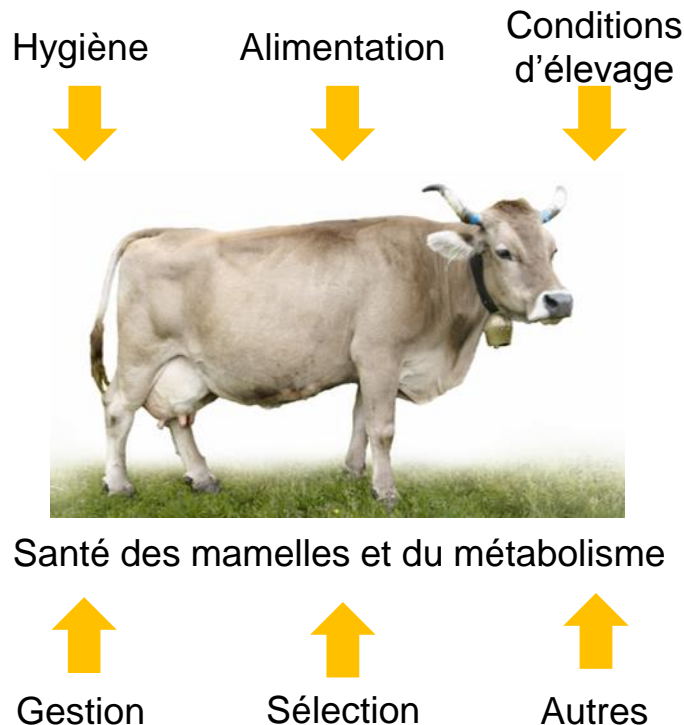 Hygiène
Alimentation
Conditions
d’élevage
Santé des mamelles et du métabolisme
Gestion
Sélection
Autres